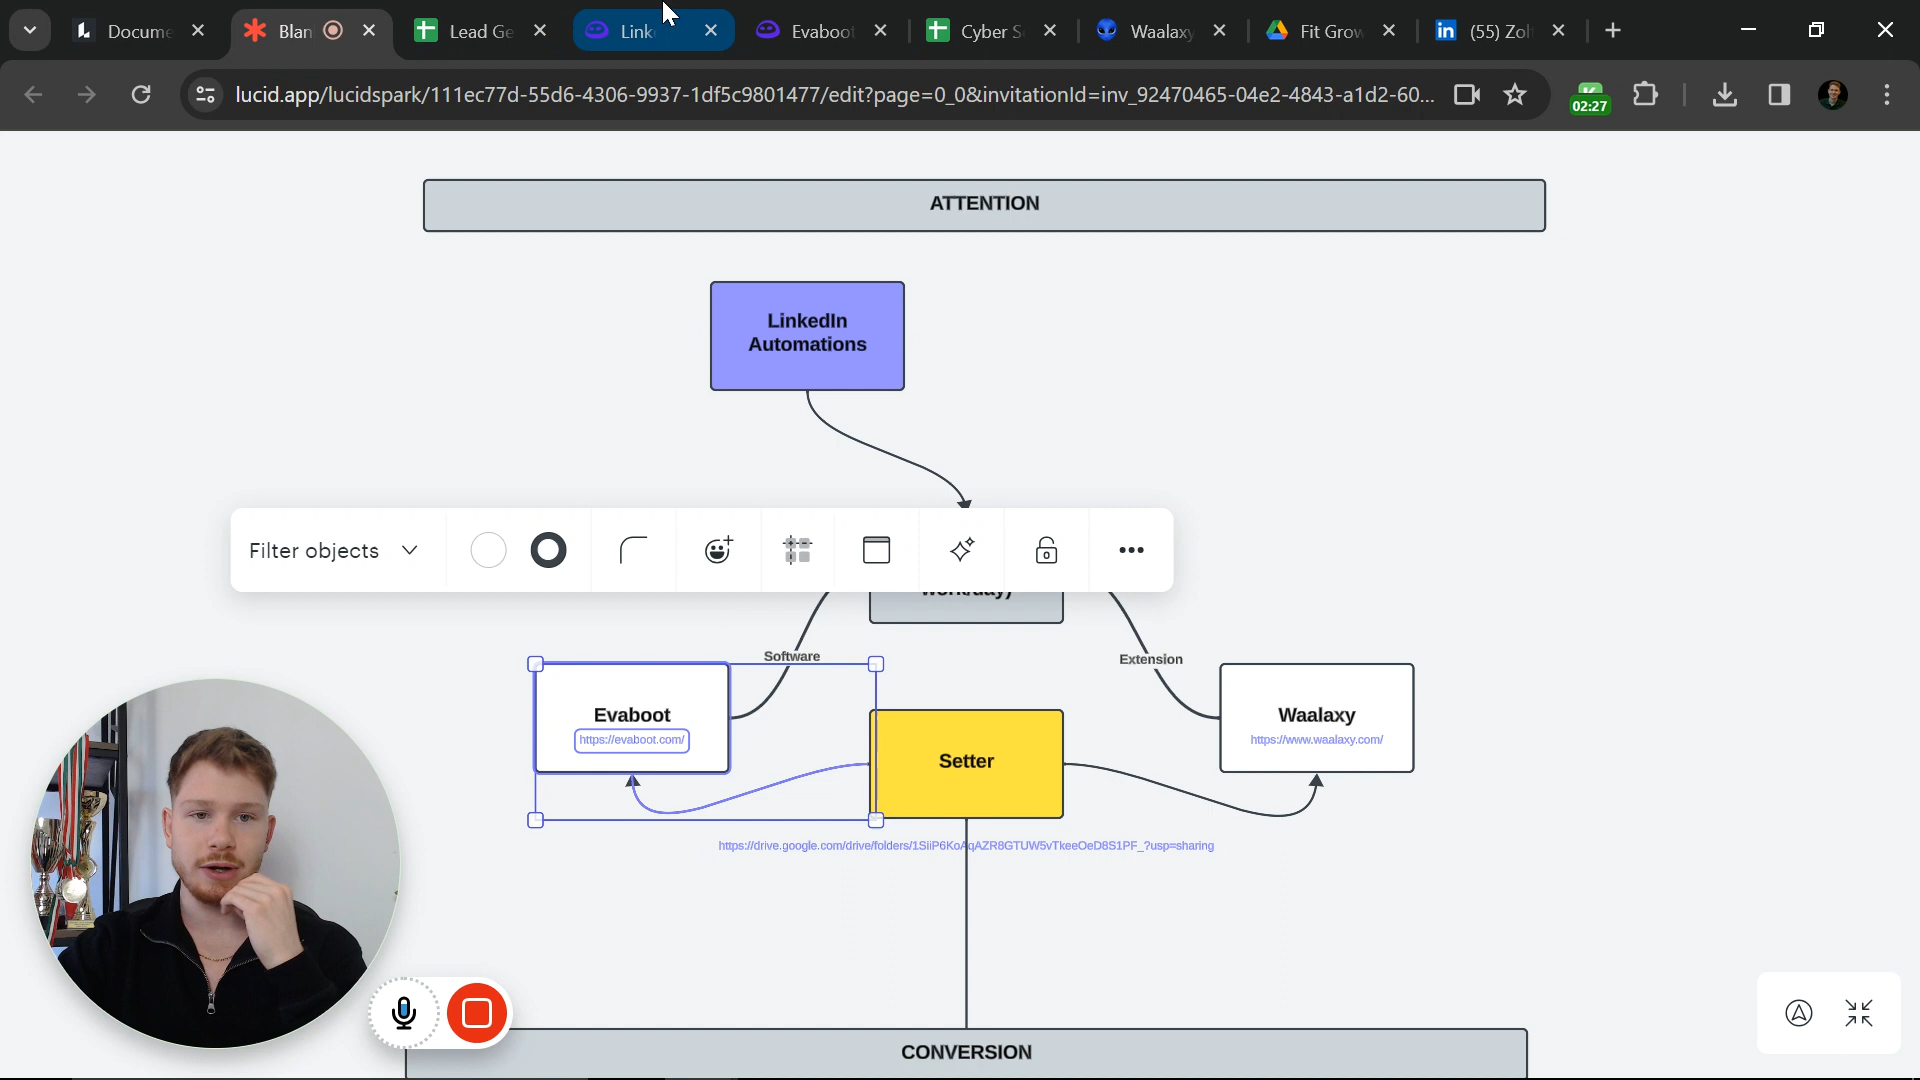 Docume
Blan
Lead Ge
Link
Evaboot
Cyber S
Waalaxy
Fit Grow
(55) Zol
lucid.app/lucidspark/111ec77d-55d6-4306-9937-1df5c9801477/edit?page=0_0&invitationId=inv_92470465-04e2-4843-a1d2-60...
02:27
ATTENTION
LinkedIn
Automations
Filter objects
work/day)
Software
Extension
Evaboot
https://evaboot.com/
Setter
Waalaxy
https://www.waalaxy.com/
https://drive.google.com/drive/folders/1SiiP6KoAqAZR8GTUW5vTkeeOeD8S1PF_?usp=sharing
CONVERSION